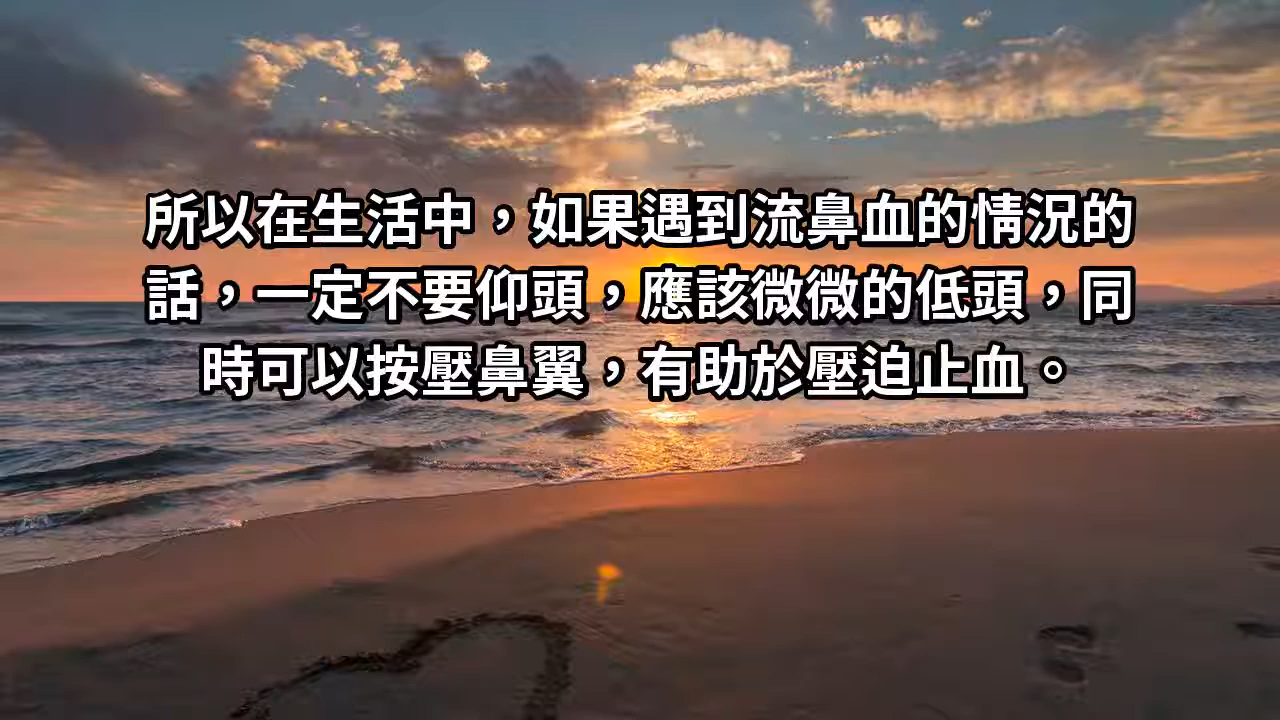 所以在生活中，如果遇到流鼻血的情況的
話，一定不要仰頭，應該微微的低頭，同
時可以按壓鼻翼，有助於壓迫止血。